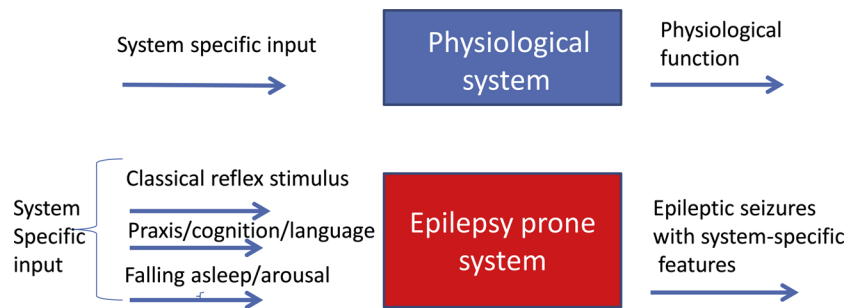 System specific input
Physiological
system
Physiological
function
System
Specific
input
Classical reflex stimulus
Praxis/cognition/language
Falling asleep/arousal
Epilepsy prone
system
Epileptic seizures
with system-specific
features